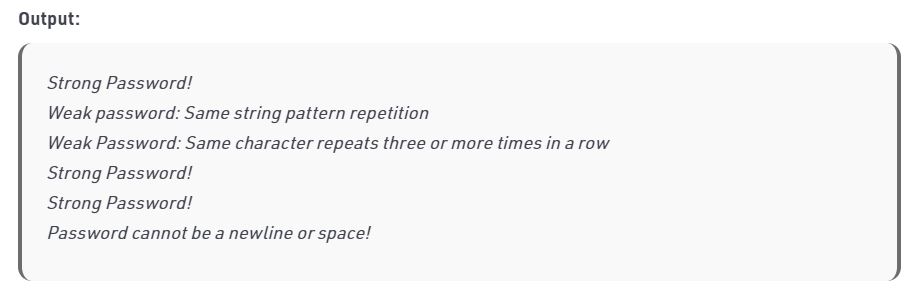 Output:
Strong Password!
Weak password: Same string pattern repetition
Weak Password: Same character repeats three or more times in a row
Strong Password!
Strong Password!
Password cannot be a newline or space!